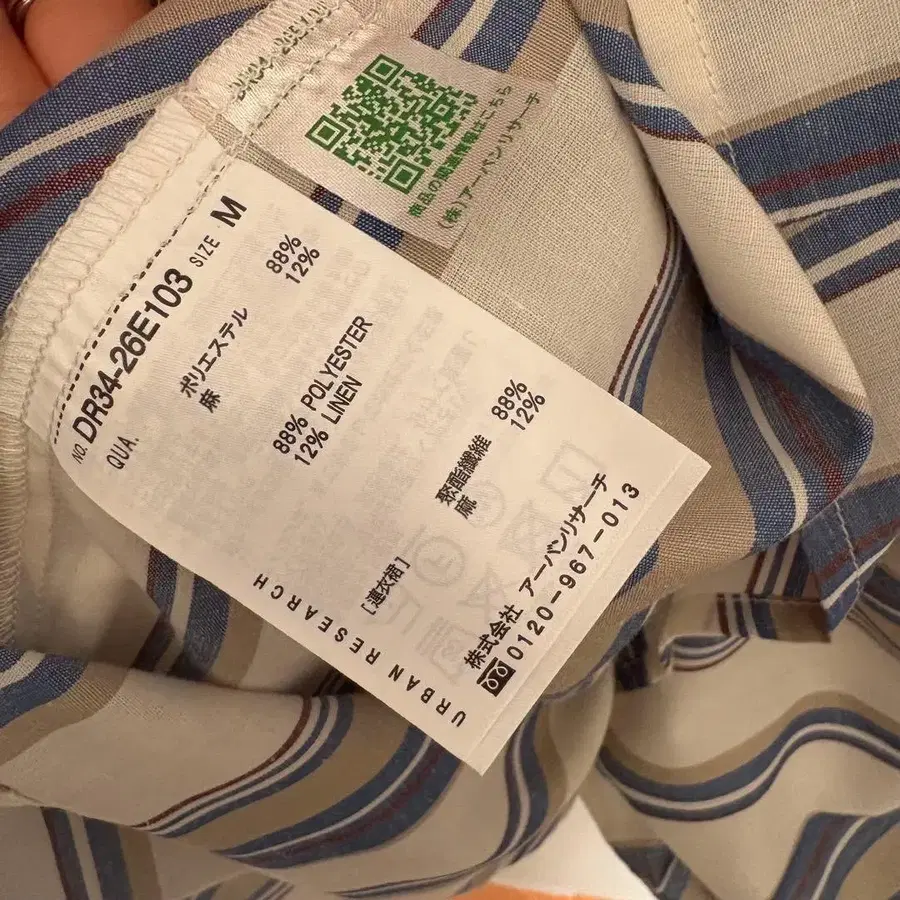 商品の関連情報はこちら
(株)アーバンリサーチ
NO. DR34-26E103 SIZE M
QUA.
ポリエステル 88%
麻 12%
88% POLYESTER
12% LINEN
聚酯纖維 88%
麻 12%
[連衣裙]
URBAN RESEARCH
株式会社 アーバンリサーチ
0120-967-013